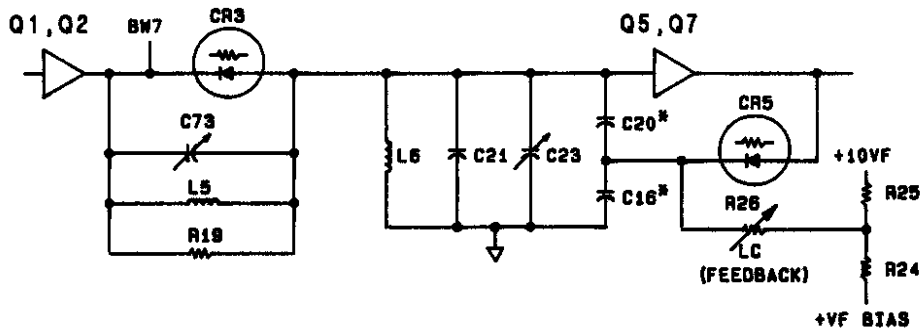 Q1,Q2
BW7
CR3
Q5,Q7
C73
L5
R19
L6
C21
C23
C20*
C16*
CR5
+10VF
R25
R26
LC
(FEEDBACK)
R24
+VF BIAS